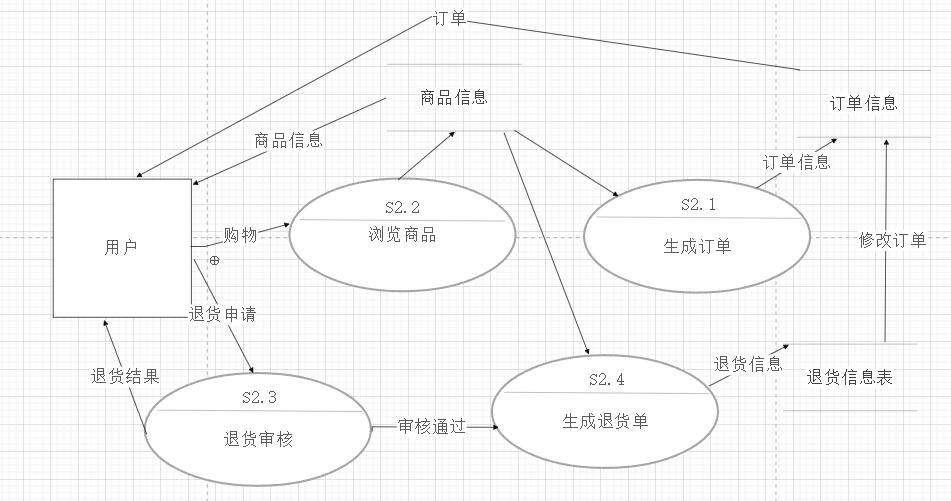 订单
商品信息
订单信息
商品信息
订单信息
S2.2
浏览商品
S2.1
生成订单
用户
购物
修改订单
退货申请
退货结果
退货信息
退货信息表
S2.3
退货审核
审核通过
S2.4
生成退货单